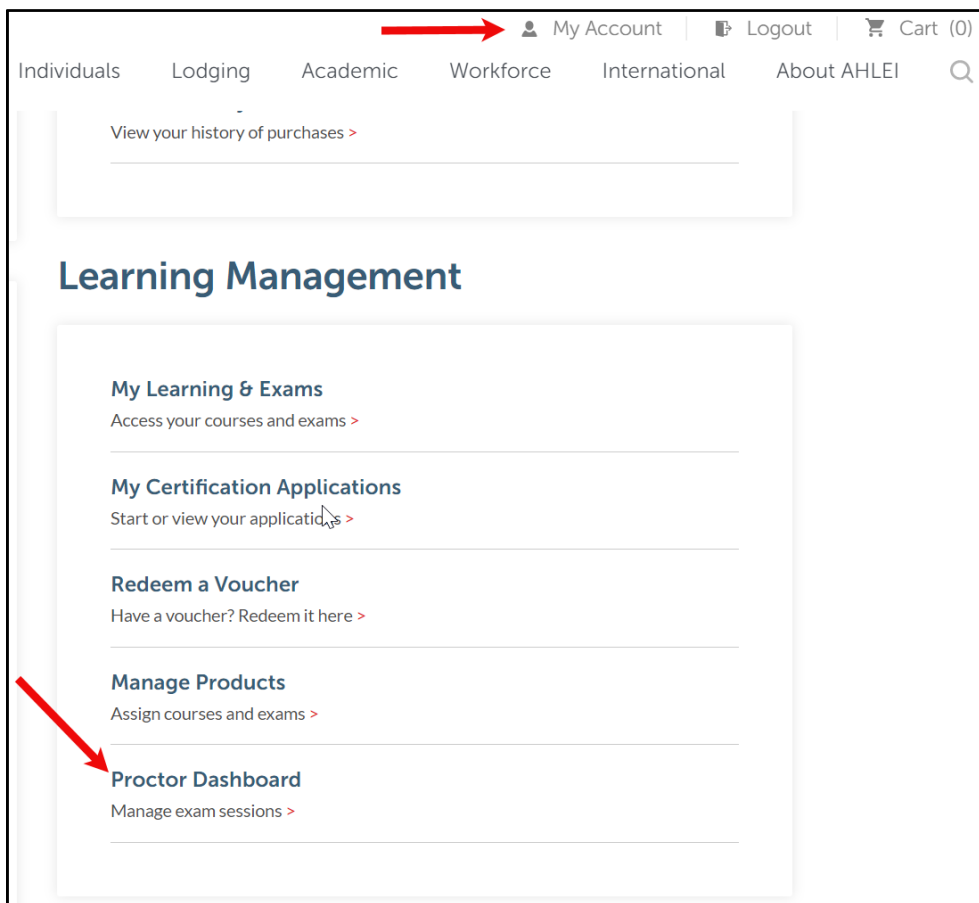 My Account Logout Cart (0)
Individuals Lodging Academic Workforce International About AHLEI
View your history of purchases >
Learning Management
My Learning & Exams
Access your courses and exams >
My Certification Applications
Start or view your applications >
Redeem a Voucher
Have a voucher? Redeem it here >
Manage Products
Assign courses and exams >
Proctor Dashboard
Manage exam sessions >